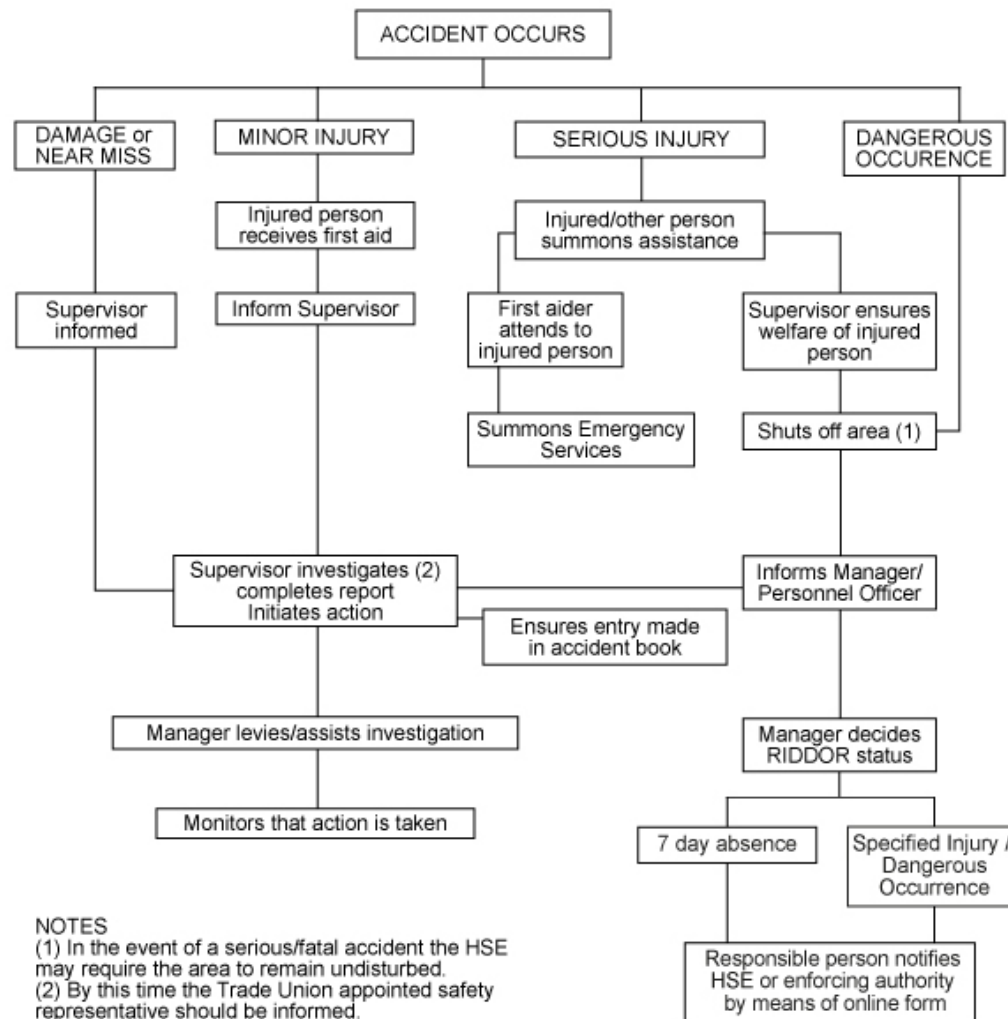 ACCIDENT OCCURS
DAMAGE or
NEAR MISS
MINOR INJURY
SERIOUS INJURY
DANGEROUS
OCCURENCE
Injured person
receives first aid
Injured/other person
summons assistance
Supervisor
informed
Inform Supervisor
First aider
attends to
injured person
Supervisor ensures
welfare of injured
person
Summons Emergency
Services
Shuts off area (1)
Supervisor investigates (2)
completes report
Initiates action
Informs Manager/
Personnel Officer
Ensures entry made
in accident book
Manager levies/assists investigation
Manager decides
RIDDOR status
Monitors that action is taken
7 day absence
Specified Injury /
Dangerous
Occurrence
NOTES
(1) In the event of a serious/fatal accident the HSE
may require the area to remain undisturbed.
(2) By this time the Trade Union appointed safety
representative should be informed.
Responsible person notifies
HSE or enforcing authority
by means of online form